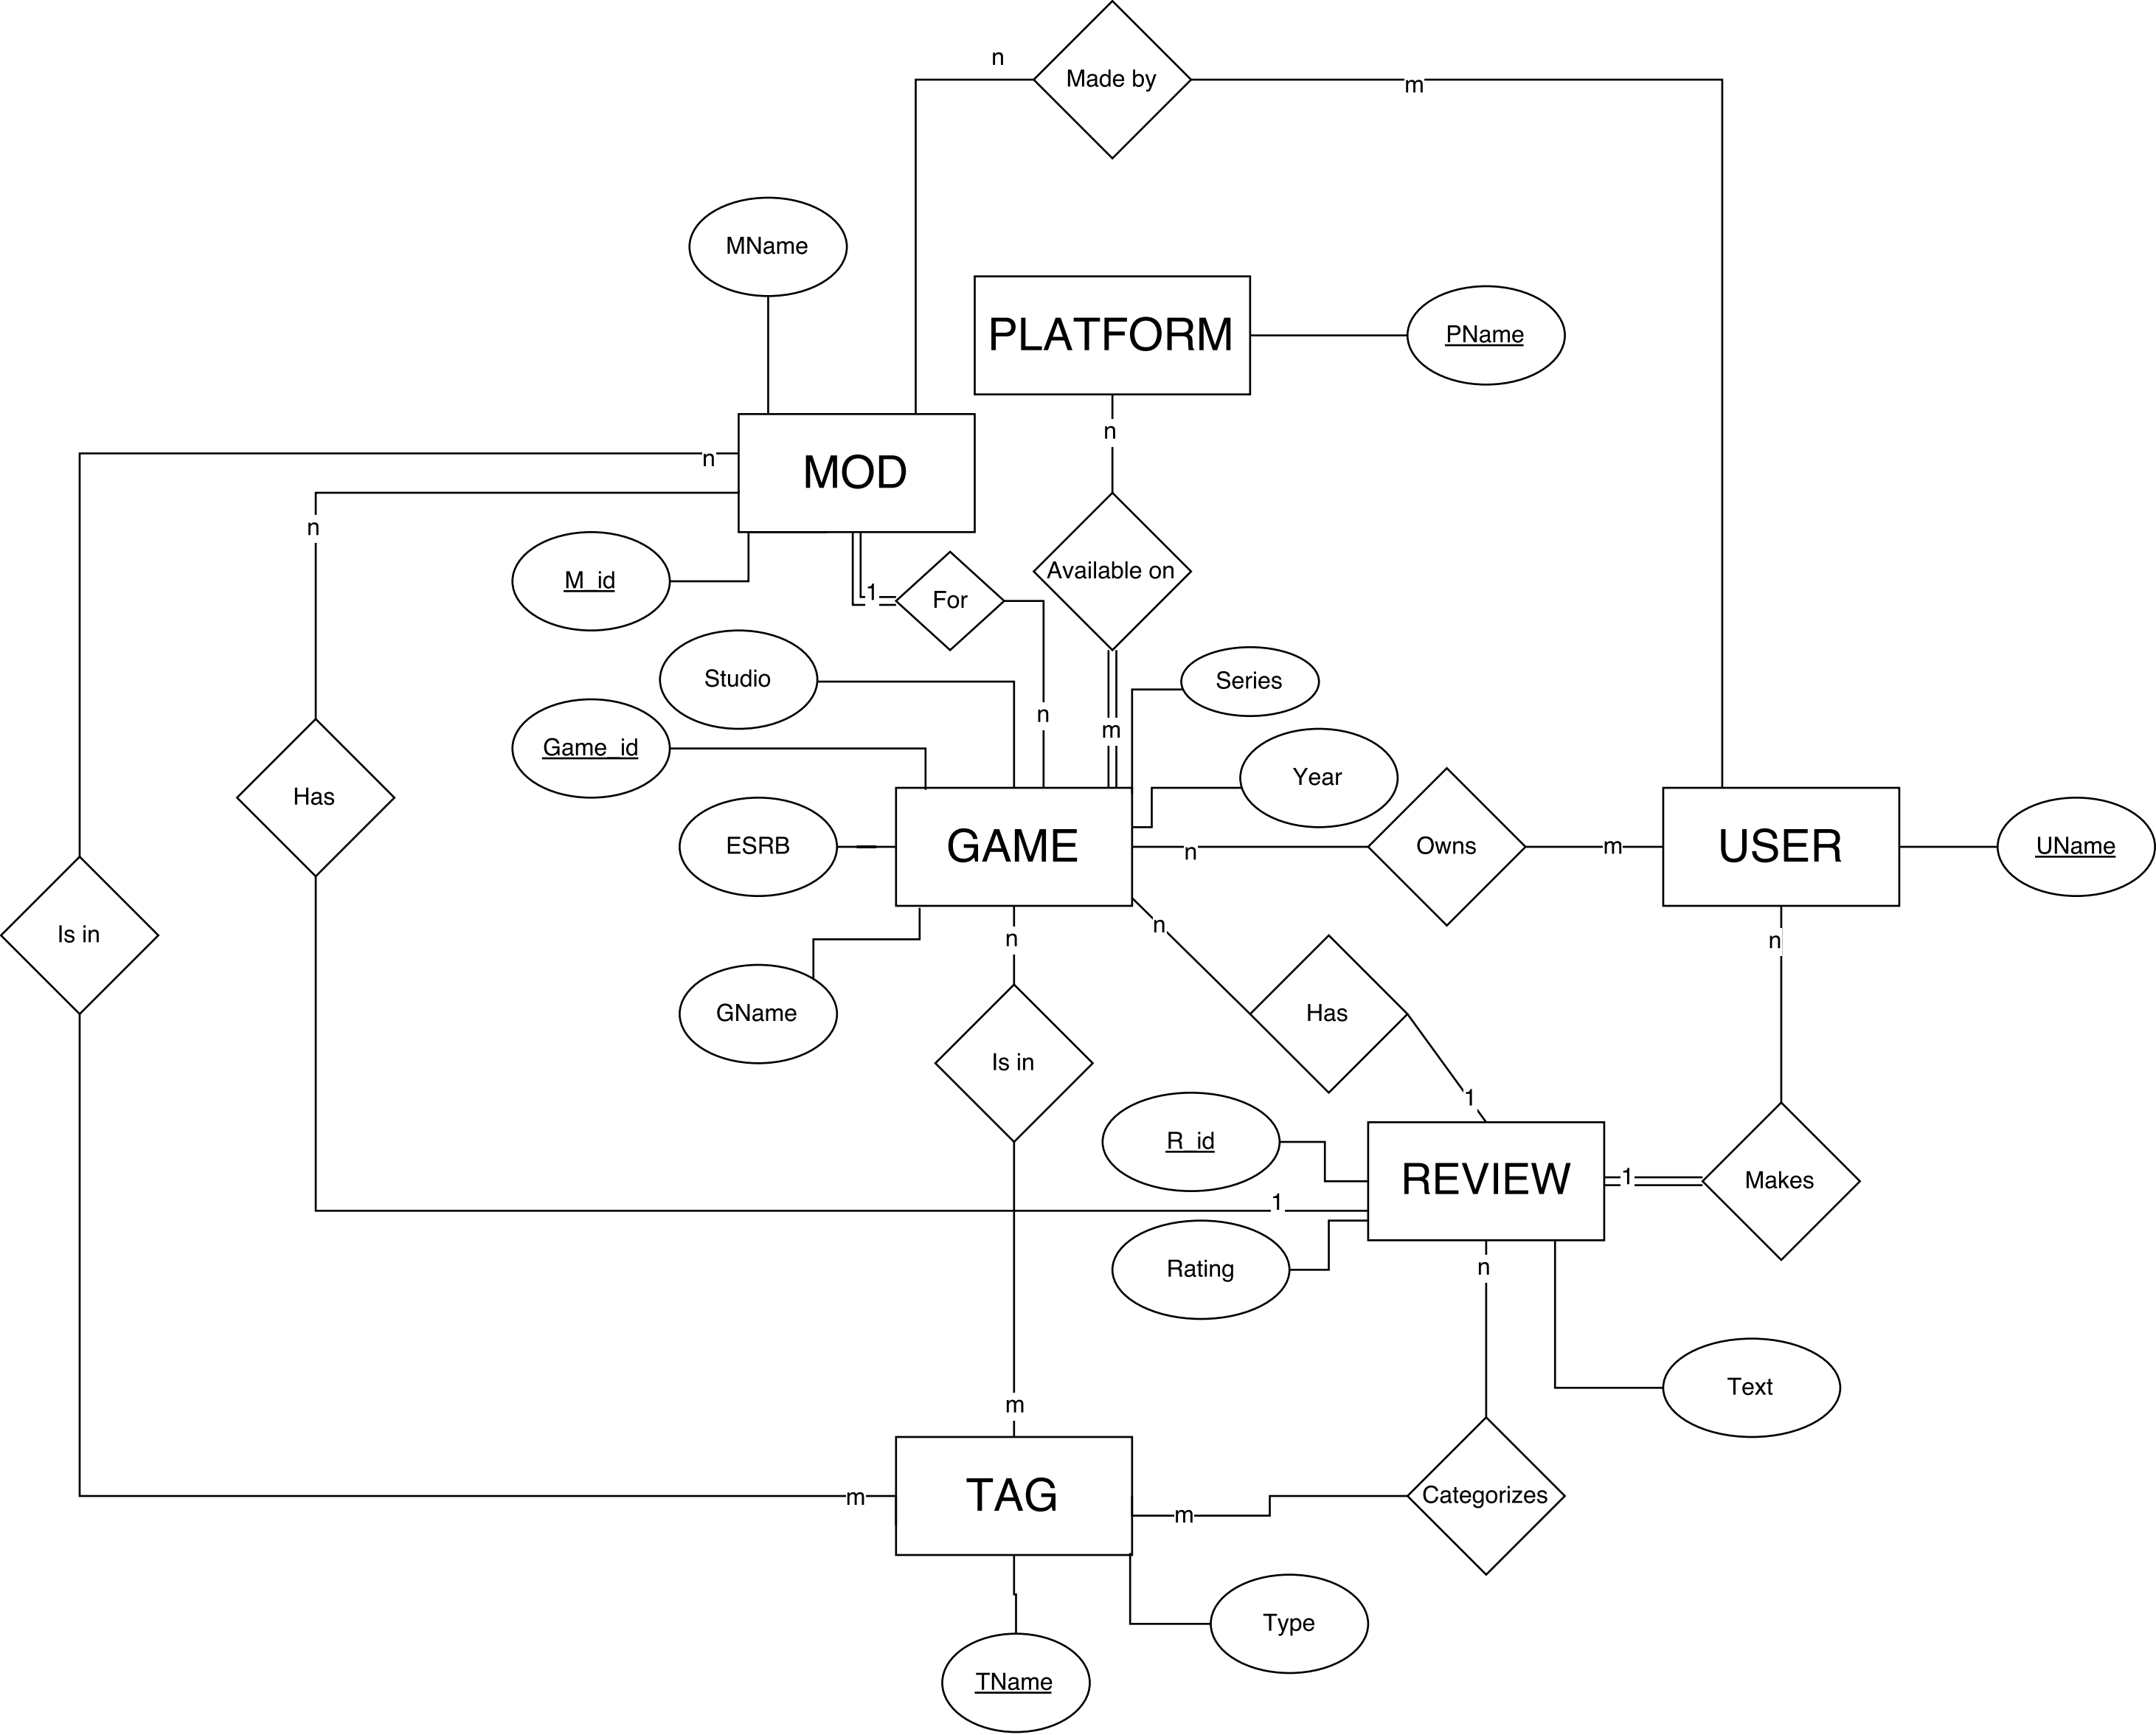 n
Made by
m
MName
PLATFORM
PName
n
n
MOD
n
M_id
1
For
Available on
Studio
Series
n
m
Game_id
Year
Has
ESRB
GAME
n
Owns
m
USER
UName
Is in
n
n
n
GName
Has
Is in
1
R_id
REVIEW
1
Makes
1
Rating
n
Text
m
m
TAG
m
Categorizes
Type
TName